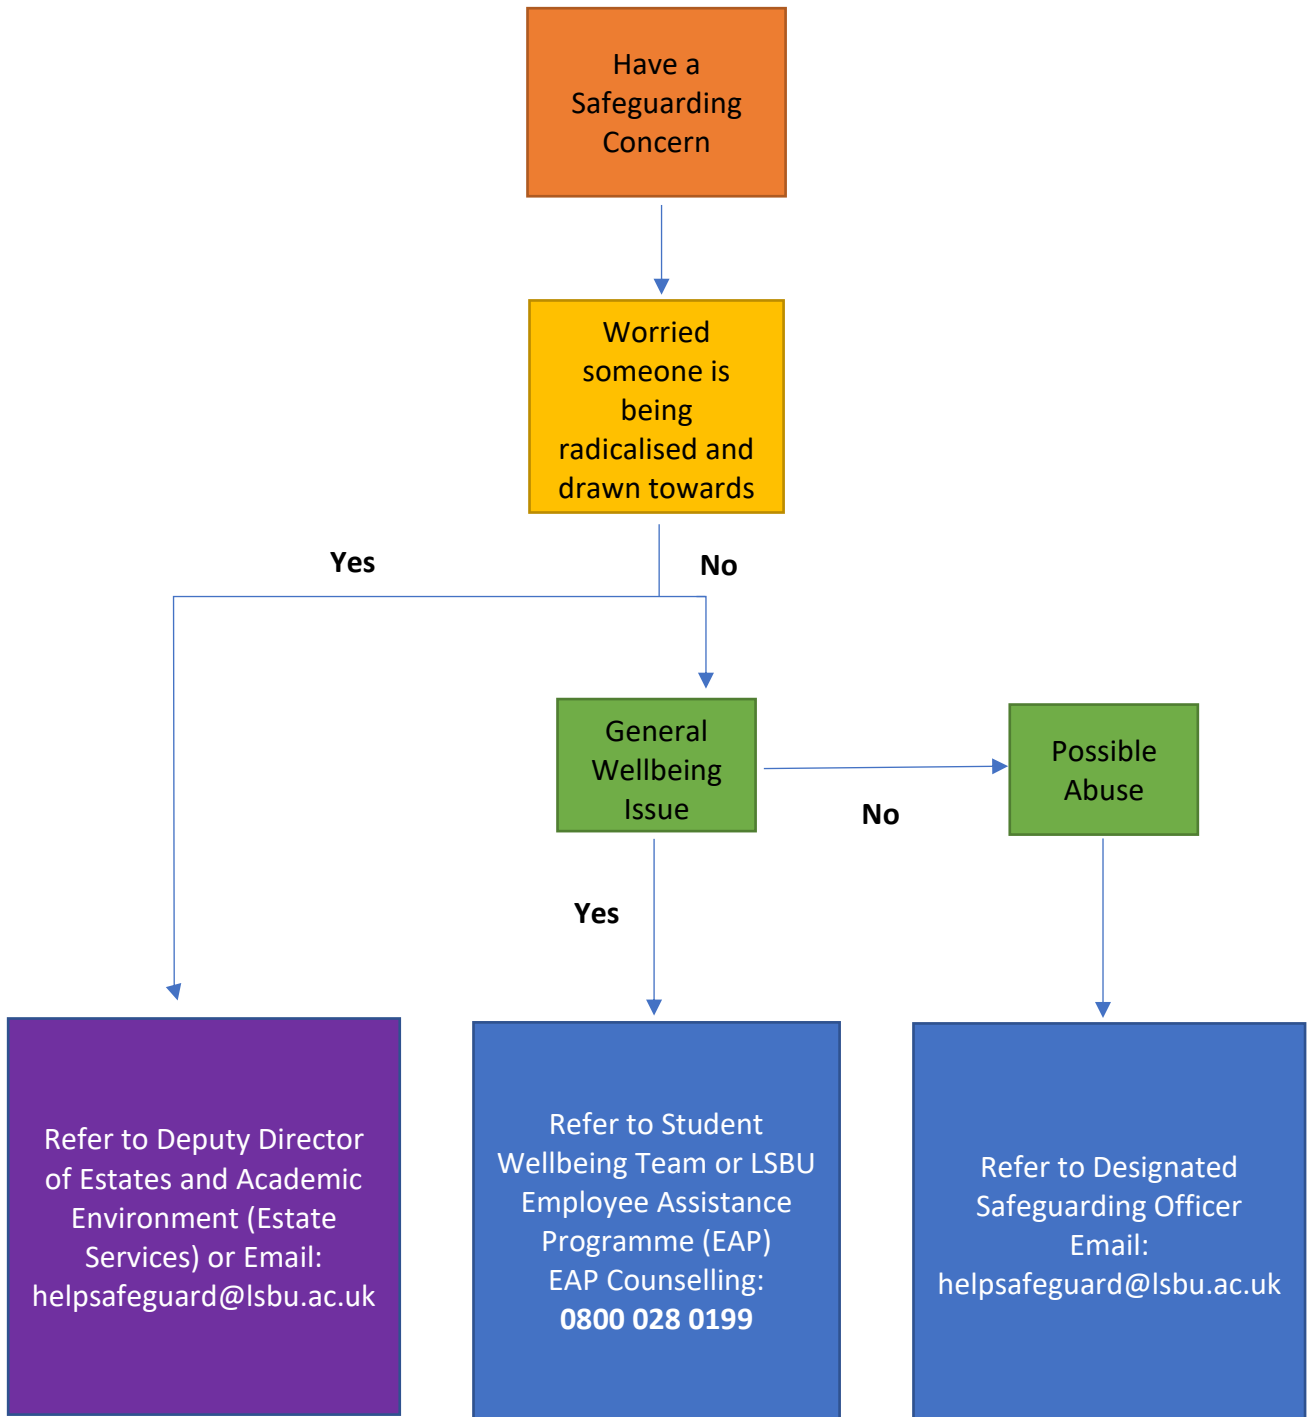 Have a
Safeguarding
Concern
Worried
someone is
being
radicalised and
drawn towards
Yes
No
General
Wellbeing
Issue
No
Possible
Abuse
Yes
Refer to Deputy Director
of Estates and Academic
Environment (Estate
Services) or Email:
helpsafeguard@lsbu.ac.uk
Refer to Student
Wellbeing Team or LSBU
Employee Assistance
Programme (EAP)
EAP Counselling:
0800 028 0199
Refer to Designated
Safeguarding Officer
Email:
helpsafeguard@lsbu.ac.uk